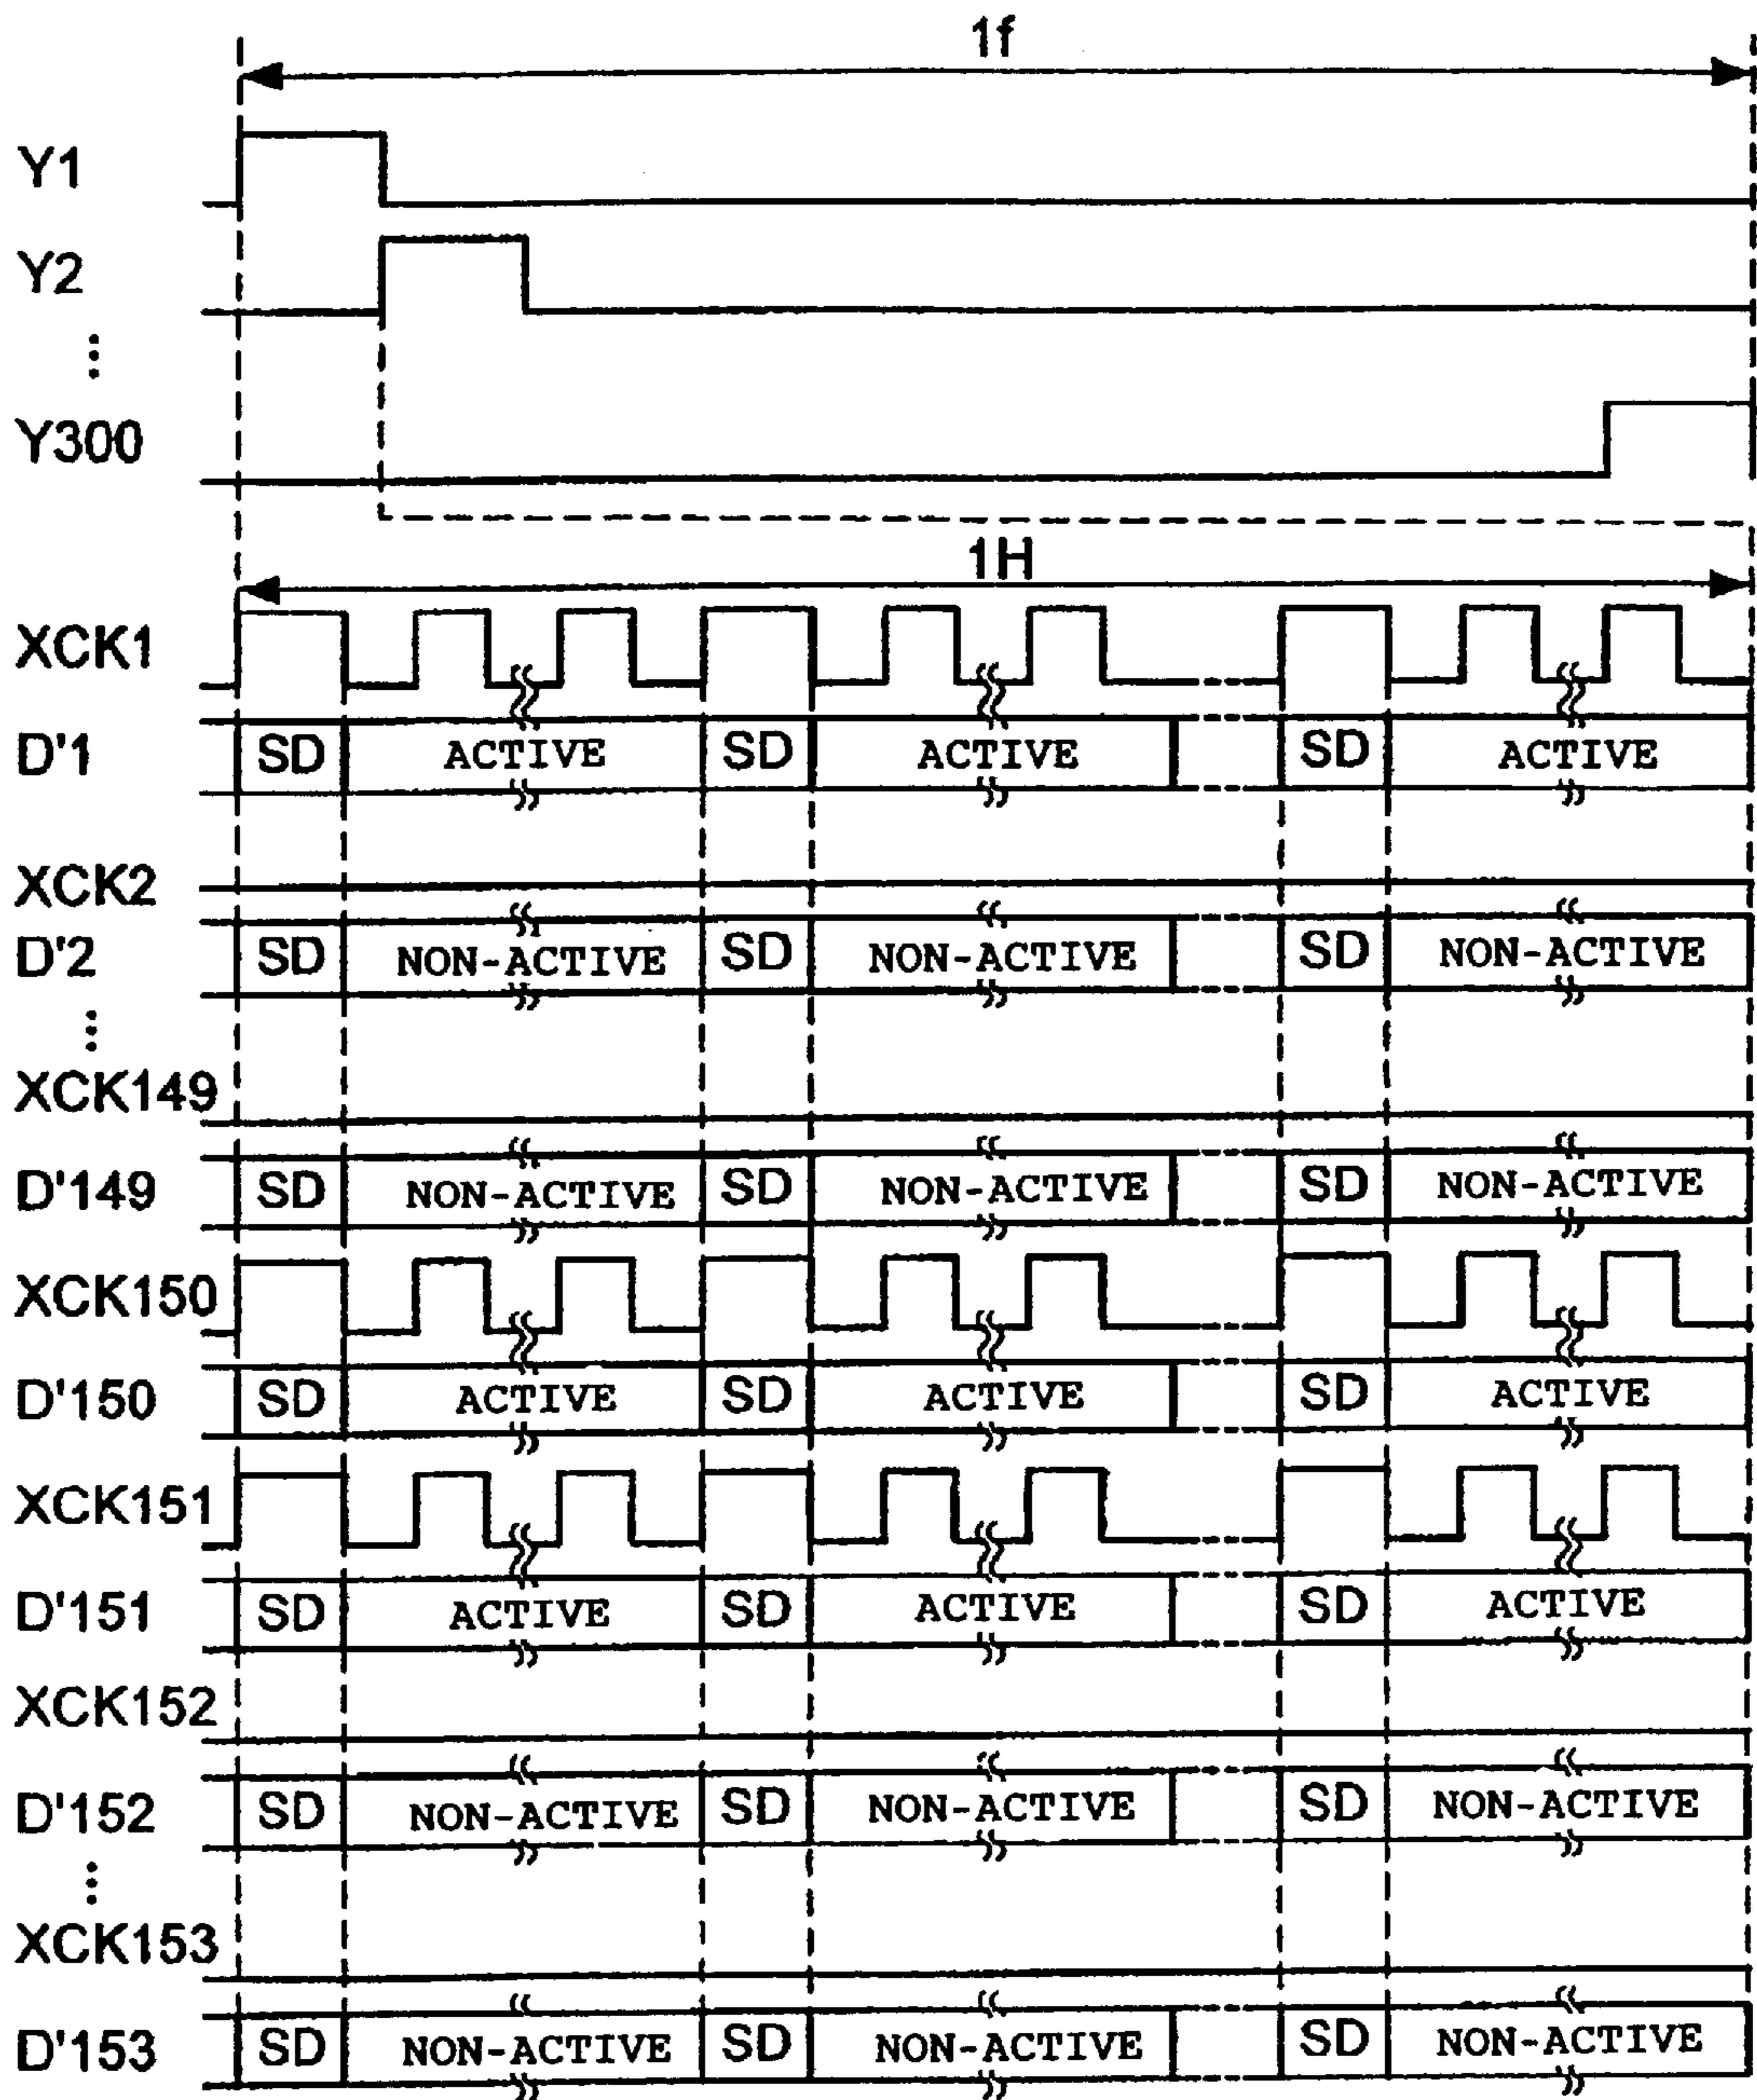 1f
Y1
Y2
⋮
Y300
1H
XCK1
D'1 SD ACTIVE SD ACTIVE SD ACTIVE
XCK2
D'2 SD NON-ACTIVE SD NON-ACTIVE SD NON-ACTIVE
⋮
XCK149
D'149 SD NON-ACTIVE SD NON-ACTIVE SD NON-ACTIVE
XCK150
D'150 SD ACTIVE SD ACTIVE SD ACTIVE
XCK151
D'151 SD ACTIVE SD ACTIVE SD ACTIVE
XCK152
D'152 SD NON-ACTIVE SD NON-ACTIVE SD NON-ACTIVE
⋮
XCK153
D'153 SD NON-ACTIVE SD NON-ACTIVE SD NON-ACTIVE